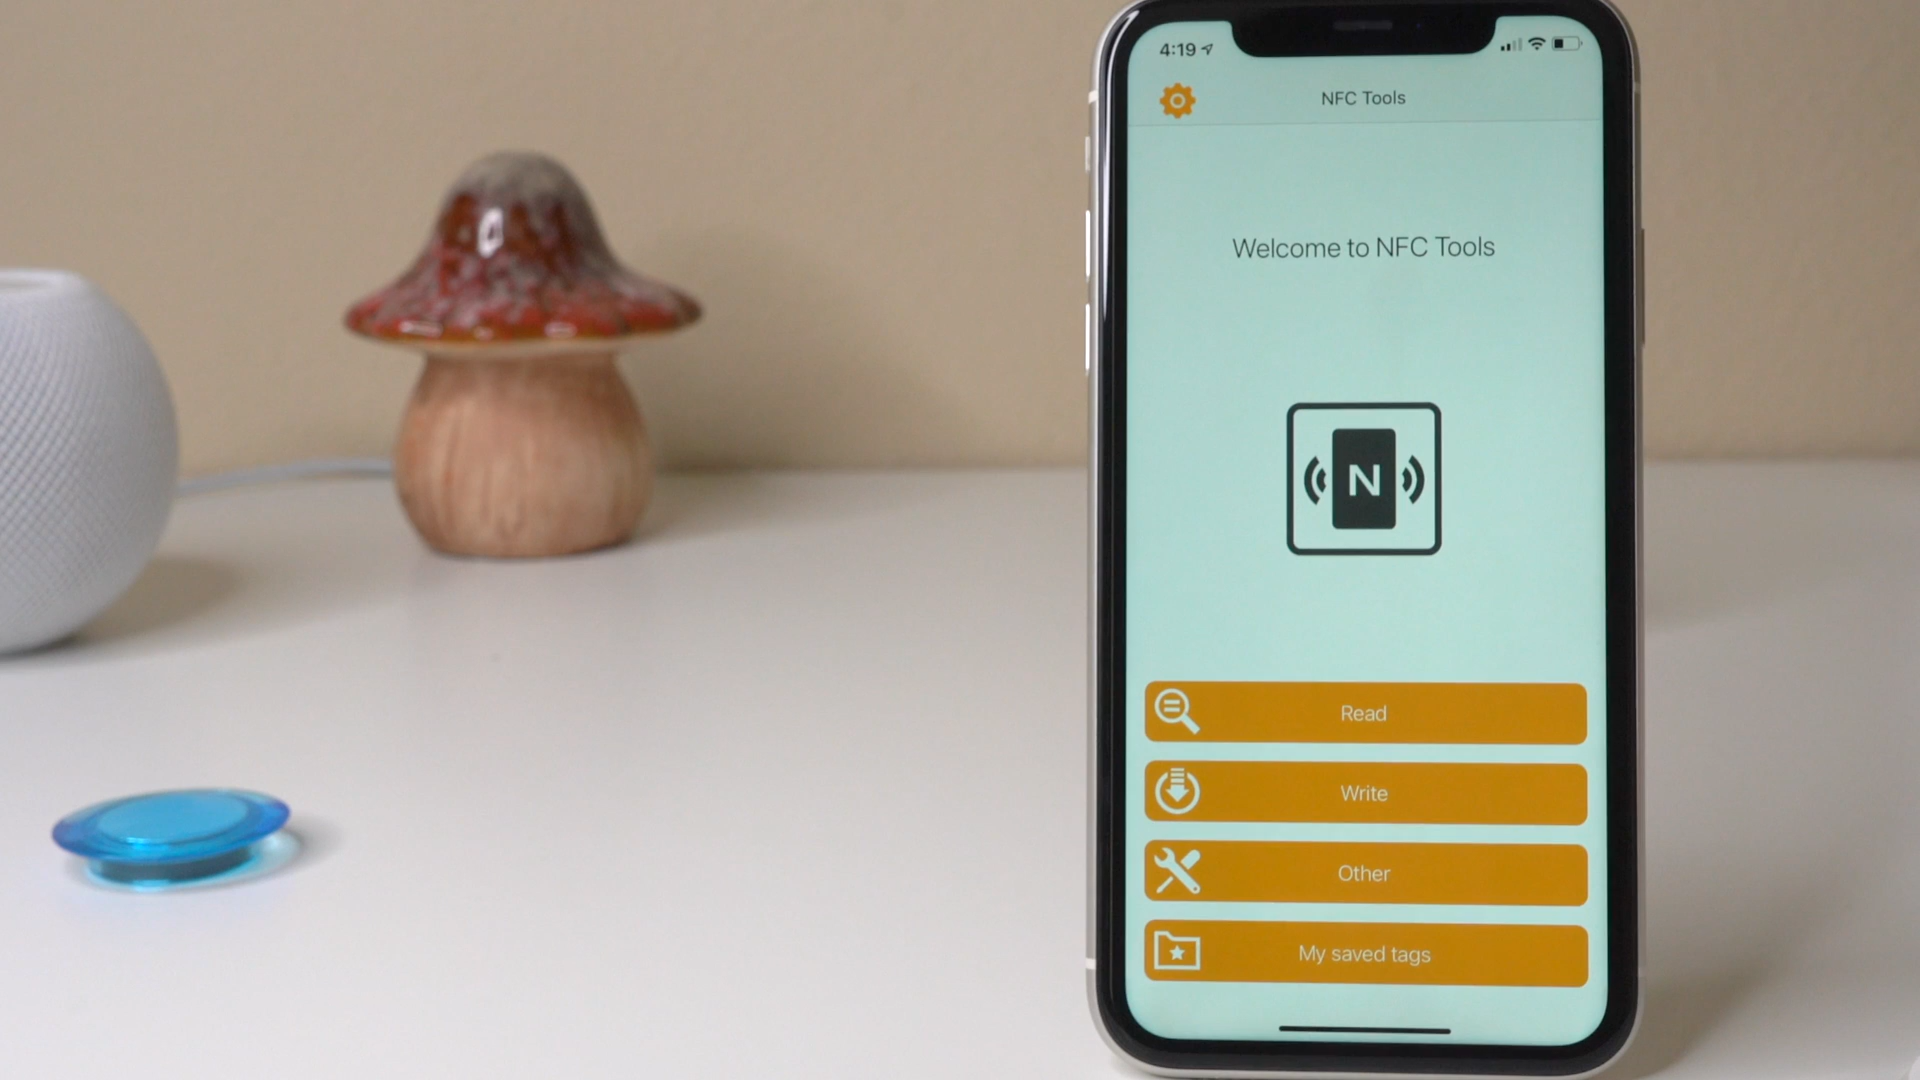 4:19
NFC Tools
Welcome to NFC Tools
N
Read
Write
Other
My saved tags